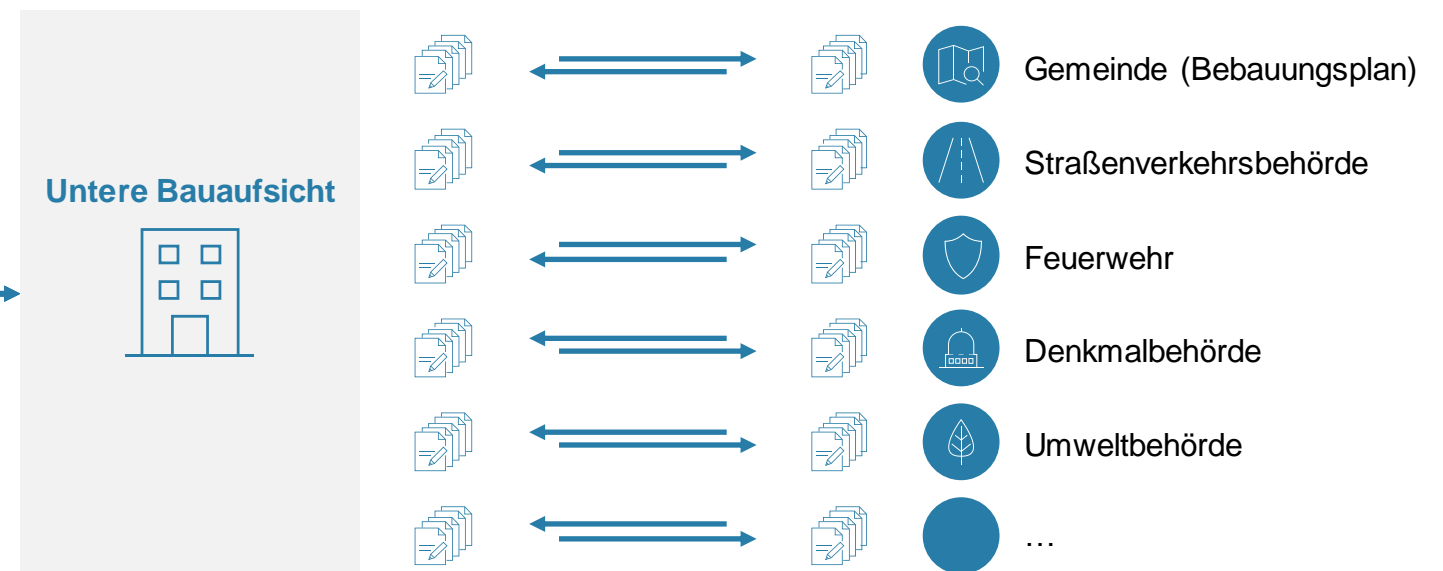 Gemeinde (Bebauungsplan)
Straßenverkehrsbehörde
Untere Bauaufsicht
Feuerwehr
Denkmalbehörde
Umweltbehörde
…